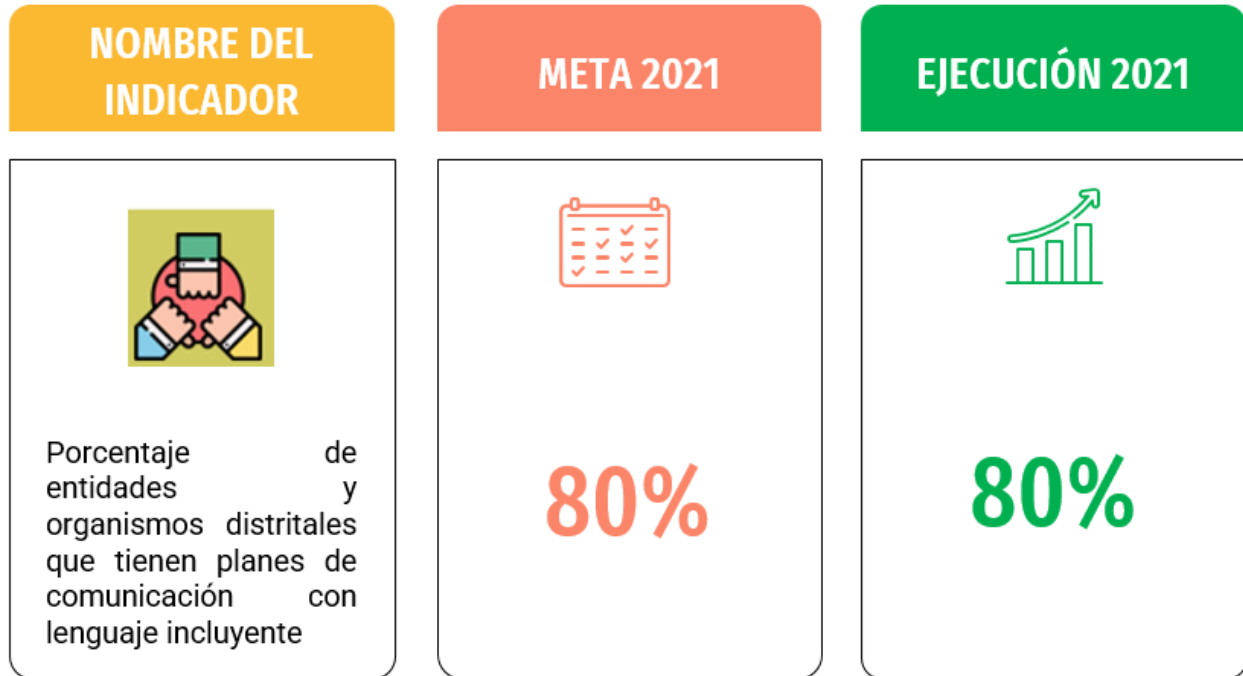 NOMBRE DEL
INDICADOR
META 2021
EJECUCIÓN 2021
Porcentaje de
entidades y
organismos distritales
que tienen planes de
comunicación con
lenguaje incluyente
80%
80%